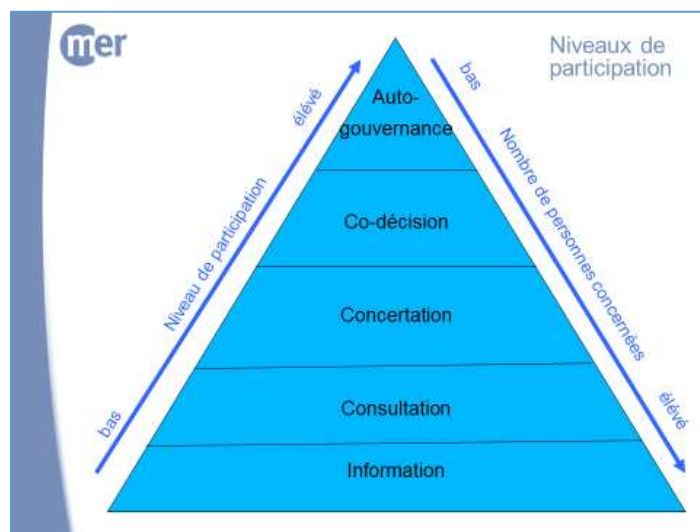 mer
Niveaux de
participation
élevé
Niveau de participation
bas
bas
Nombre de personnes concernées
élévé
Auto-
gouvernance
Co-décision
Concertation
Consultation
Information